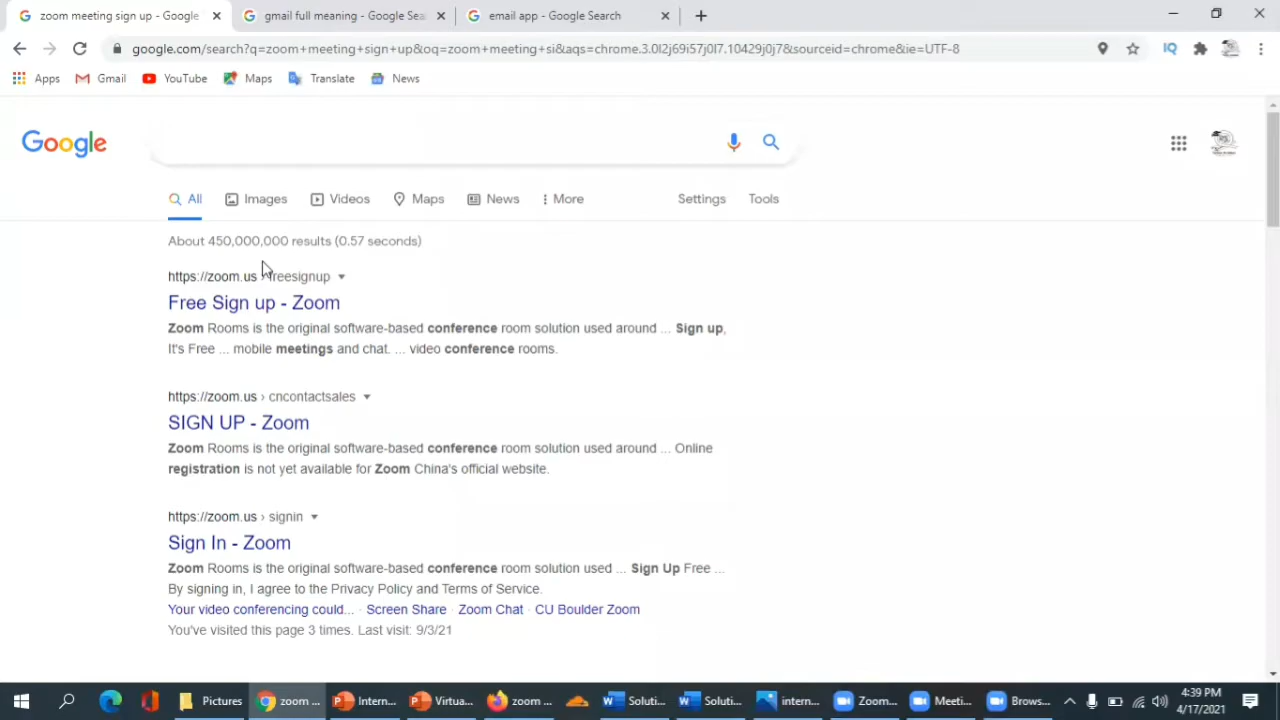 zoom meeting sign up - Google
gmail full meaning - Google Sea
email app - Google Search
google.com/search?q=zoom+meeting+sign+up&oq=zoom+meeting+si&aqs=chrome.3.0l2j69i57j0l7.10429j0j7&sourceid=chrome&ie=UTF-8
IQ
Apps
Gmail
YouTube
Maps
Translate
News
Google
All
Images
Videos
Maps
News
More
Settings
Tools
About 450,000,000 results (0.57 seconds)
https://zoom.us › freesignup
Free Sign up - Zoom
Zoom Rooms is the original software-based conference room solution used around ... Sign up,
It's Free ... mobile meetings and chat. ... video conference rooms.
https://zoom.us › cncontactsales
SIGN UP - Zoom
Zoom Rooms is the original software-based conference room solution used around ... Online
registration is not yet available for Zoom China's official website.
https://zoom.us › signin
Sign In - Zoom
Zoom Rooms is the original software-based conference room solution used ... Sign Up Free ...
By signing in, I agree to the Privacy Policy and Terms of Service.
Your video conferencing could... · Screen Share · Zoom Chat · CU Boulder Zoom
You've visited this page 3 times. Last visit: 9/3/21
Pictures
zoom ...
Intern...
Virtua...
zoom ...
Soluti...
Soluti...
intern...
Zoom...
Meeti...
Brows...
4:39 PM
4/17/2021